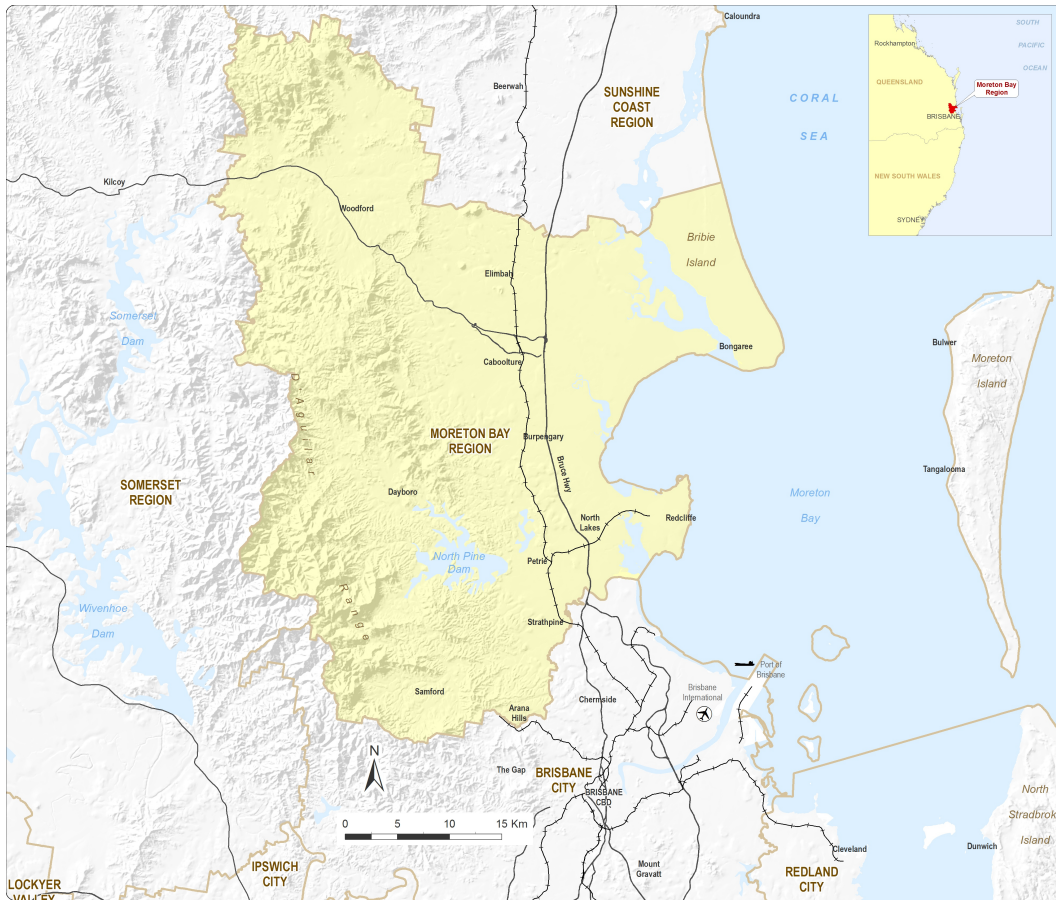 Caloundra
SOUTH
PACIFIC
OCEAN
Rockhampton
QUEENSLAND
Moreton Bay
Region
BRISBANE
NEW SOUTH WALES
SYDNEY
Beerwah
SUNSHINE
COAST
REGION
CORAL
SEA
Kilcoy
Woodford
Bribie
Island
Elimbah
Somerset
Dam
Bongaree
Bulwer
Moreton
Island
Caboolture
D'Aguilar
MORETON BAY
REGION
Burpengary
Bruce Hwy
Tangalooma
SOMERSET
REGION
Dayboro
Moreton
Bay
North
Lakes
Redcliffe
North Pine
Dam
Petrie
Range
Wivenhoe
Dam
Strathpine
Port of
Brisbane
Samford
Brisbane
International
Chermside
Arana
Hills
N
The Gap
BRISBANE
CITY
BRISBANE
CBD
North
Stradbrok
Island
0 5 10 15 Km
Dunwich
Cleveland
Mount
Gravatt
IPSWICH
CITY
REDLAND
CITY
LOCKYER
VALLEY